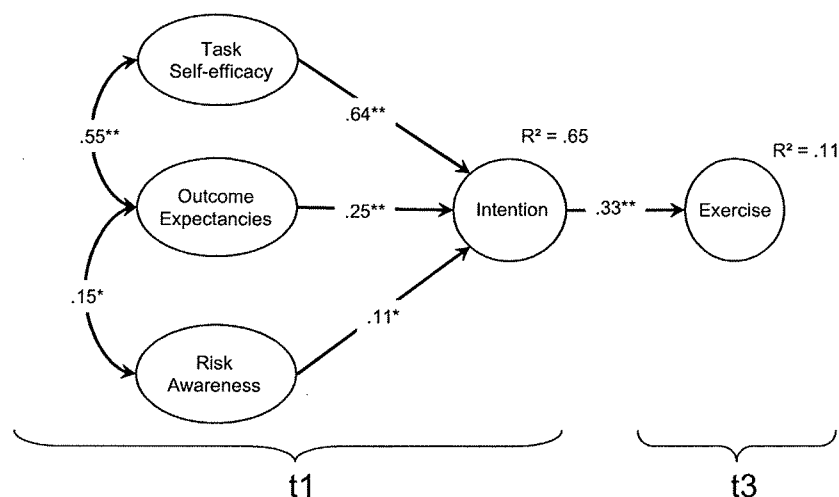 Task
Self-efficacy
.64**
R² = .65
R² = .11
.55**
Outcome
Expectancies
.25**
Intention
.33**
Exercise
.15*
.11*
Risk
Awareness
t1
t3